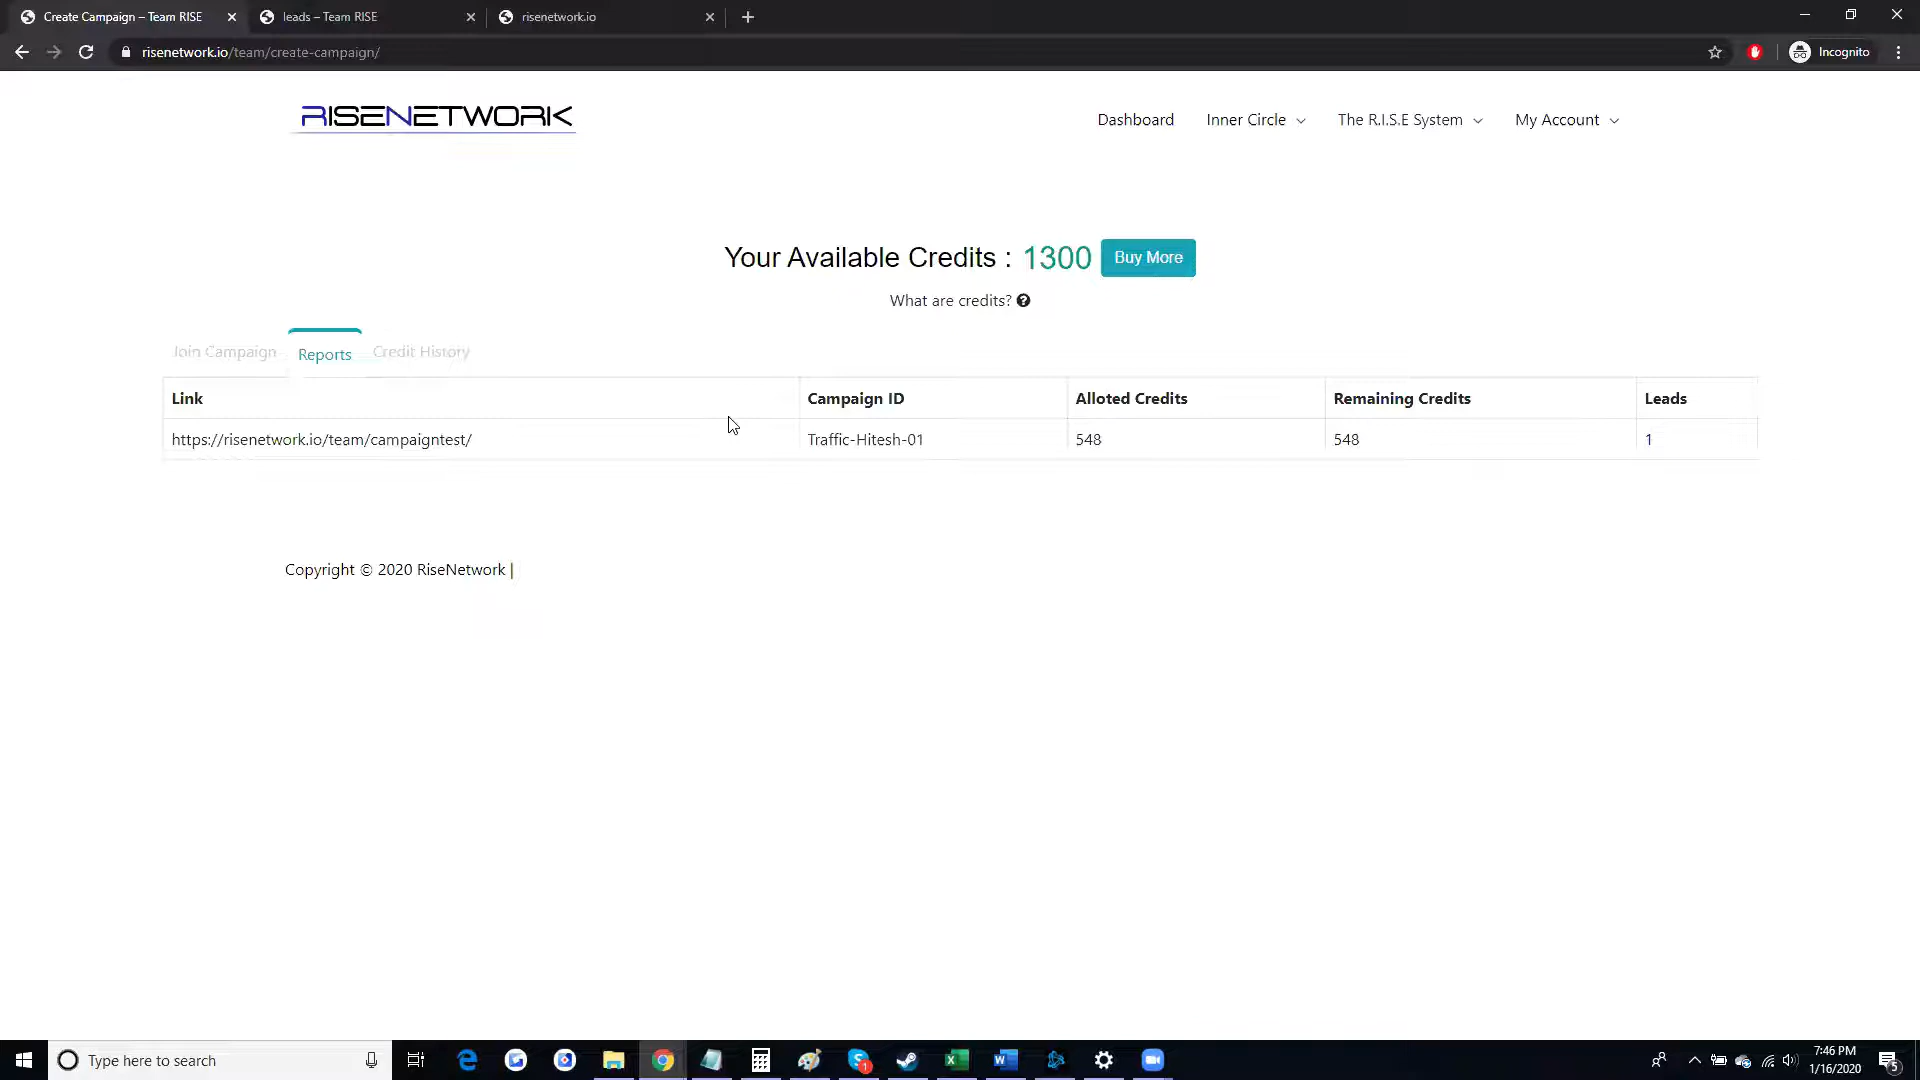 Create Campaign – Team RISE
leads – Team RISE
risenetwork.io
risenetwork.io/team/create-campaign/
Incognito
RISENETWORK
Dashboard
Inner Circle
The R.I.S.E System
My Account
Your Available Credits : 1300 Buy More
What are credits?
Join Campaign
Reports
Credit History
Link Campaign ID Alloted Credits Remaining Credits Leads
https://risenetwork.io/team/campaigntest/ Traffic-Hitesh-01 548 548 1
Copyright © 2020 RiseNetwork |
Type here to search
7:46 PM
1/16/2020